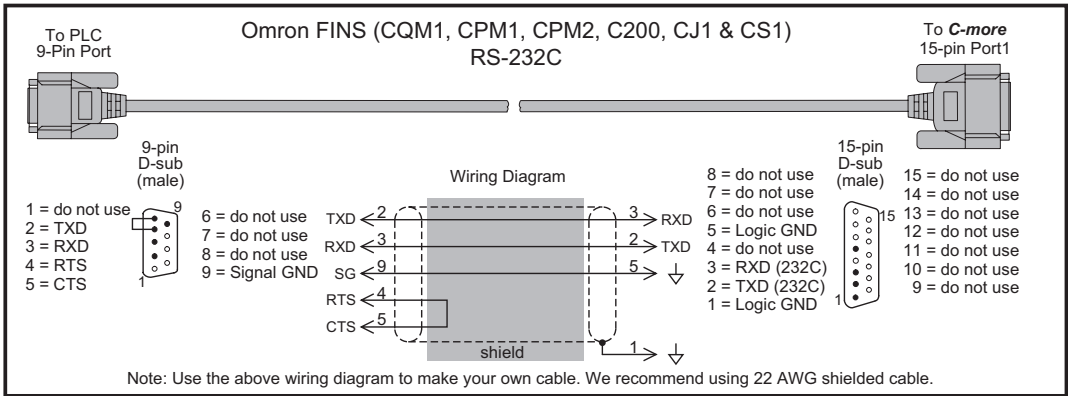 To PLC
9-Pin Port
Omron FINS (CQM1, CPM1, CPM2, C200, CJ1 & CS1)
RS-232C
To C-more
15-pin Port1
9-pin
D-sub
(male)
1 = do not use
2 = TXD
3 = RXD
4 = RTS
5 = CTS
9
1
6 = do not use
7 = do not use
8 = do not use
9 = Signal GND
Wiring Diagram
TXD 2 3 RXD
RXD 3 2 TXD
SG 9 5
RTS 4
CTS 5
shield 1
8 = do not use
7 = do not use
6 = do not use
5 = Logic GND
4 = do not use
3 = RXD (232C)
2 = TXD (232C)
1 = Logic GND
15-pin
D-sub
(male)
15
1
15 = do not use
14 = do not use
13 = do not use
12 = do not use
11 = do not use
10 = do not use
9 = do not use
Note: Use the above wiring diagram to make your own cable. We recommend using 22 AWG shielded cable.